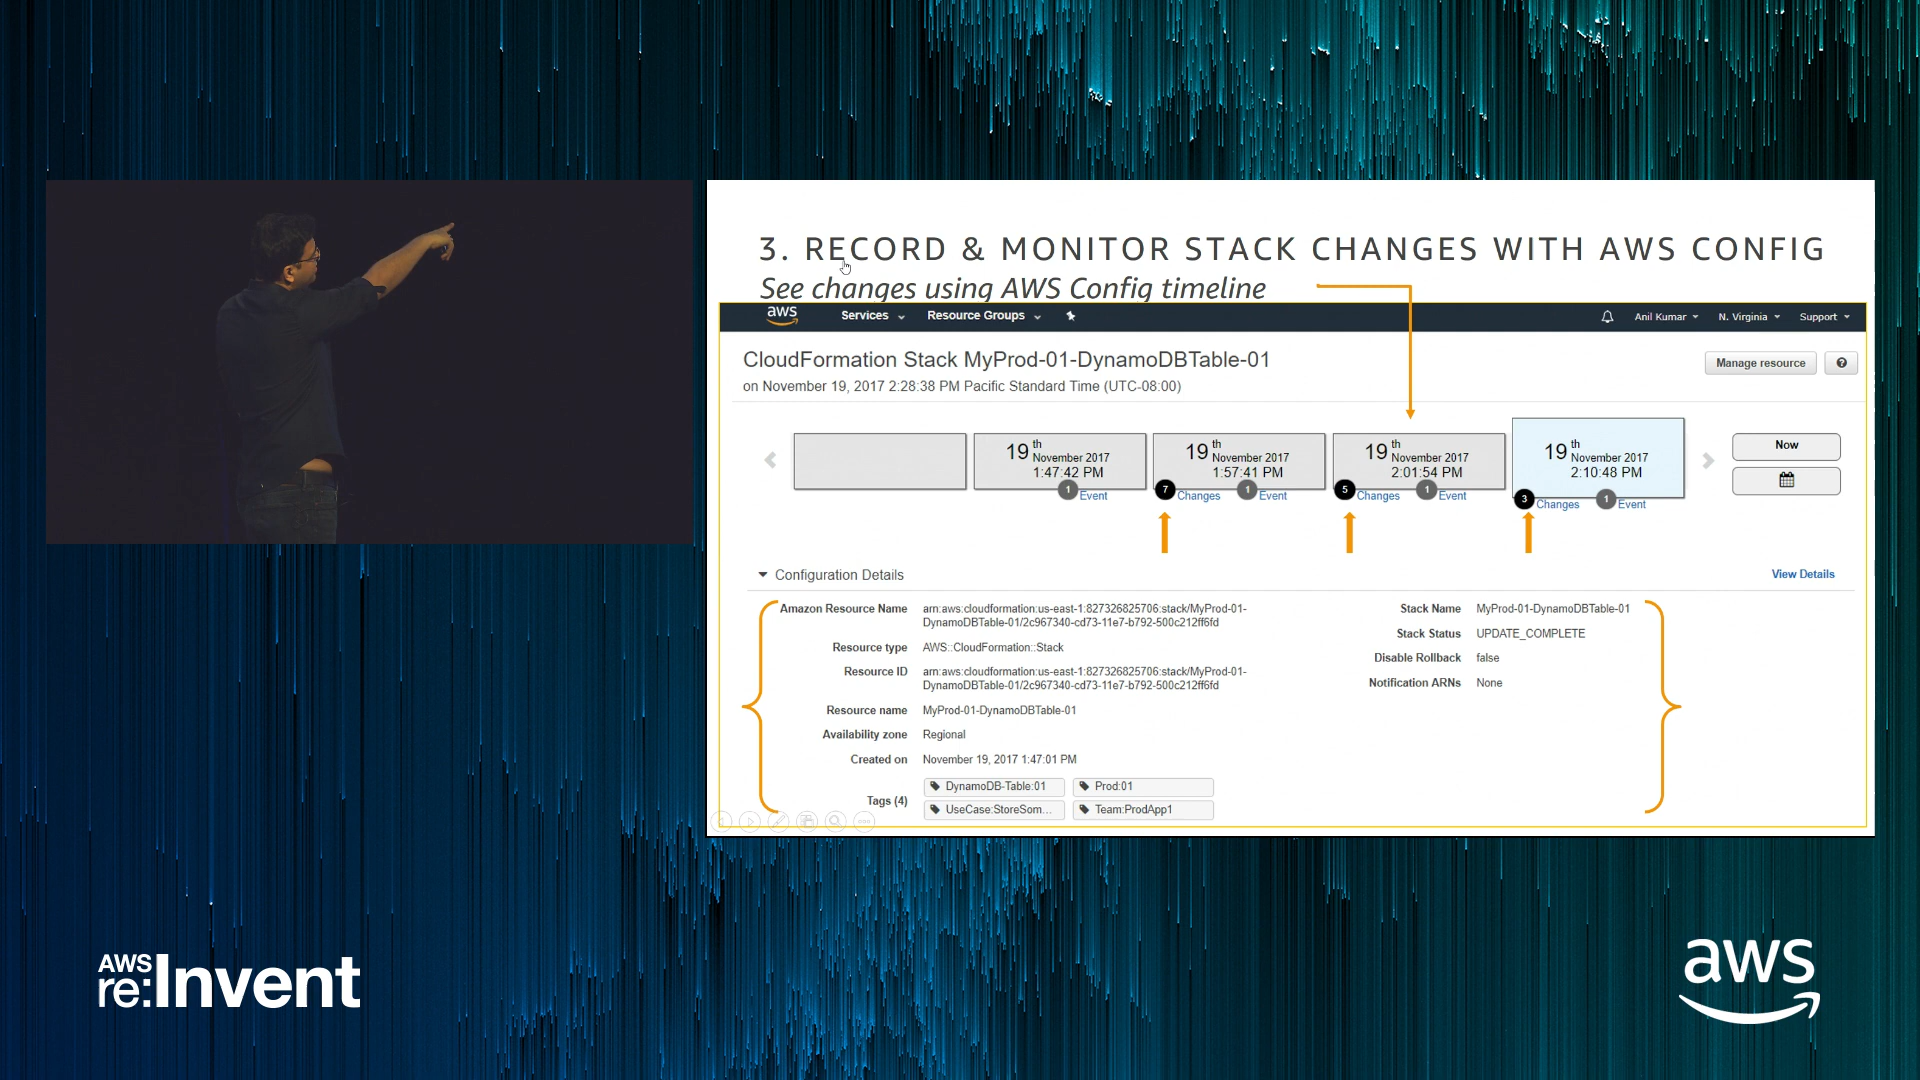 3. RECORD & MONITOR STACK CHANGES WITH AWS CONFIG
See changes using AWS Config timeline
aws Services Resource Groups Anil Kumar N. Virginia Support
CloudFormation Stack MyProd-01-DynamoDBTable-01
on November 19, 2017 2:28:38 PM Pacific Standard Time (UTC-08:00)
Manage resource ?
19 th November 2017 1:47:42 PM
1 Event
19 th November 2017 1:57:41 PM
7 Changes 1 Event
19 th November 2017 2:01:54 PM
5 Changes 1 Event
19 th November 2017 2:10:48 PM
3 Changes 1 Event
Now
Configuration Details
View Details
Amazon Resource Name arn:aws:cloudformation:us-east-1:827326825706:stack/MyProd-01-
DynamoDBTable-01/2c967340-cd73-11e7-b792-500c212ff6fd
Resource type AWS::CloudFormation::Stack
Resource ID arn:aws:cloudformation:us-east-1:827326825706:stack/MyProd-01-
DynamoDBTable-01/2c967340-cd73-11e7-b792-500c212ff6fd
Resource name MyProd-01-DynamoDBTable-01
Availability zone Regional
Created on November 19, 2017 1:47:01 PM
Tags (4) DynamoDB-Table:01 Prod:01
UseCase:StoreSom... Team:ProdApp1
Stack Name MyProd-01-DynamoDBTable-01
Stack Status UPDATE_COMPLETE
Disable Rollback false
Notification ARNs None
AWS
re:Invent
aws